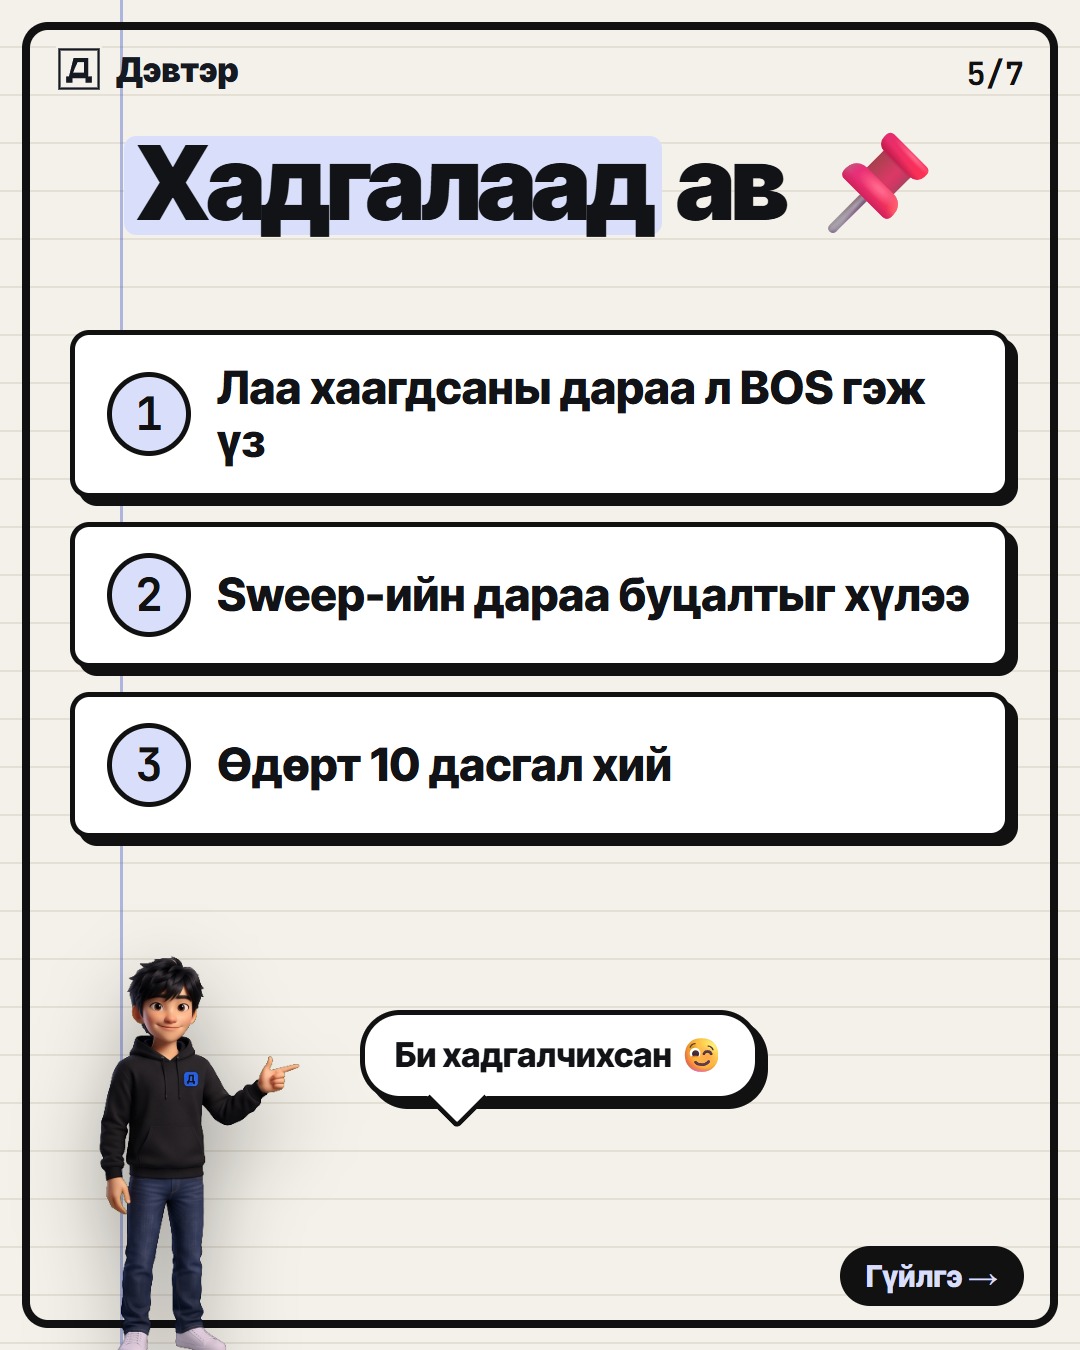 Д Дэвтэр
5/7
Хадгалаад ав 📌
1 Лаа хаагдсаны дараа л BOS гэж
үз
2 Sweep-ийн дараа буцалтыг хүлээ
3 Өдөрт 10 дасгал хий
Би хадгалчихсан 😉
Д
Гүйлгэ →